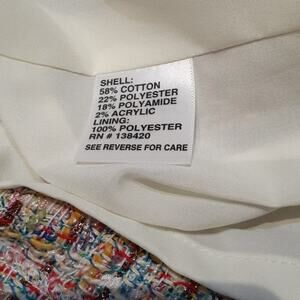 SHELL:
58% COTTON
22% POLYESTER
18% POLYAMIDE
2% ACRYLIC
LINING:
100% POLYESTER
RN # 138420
SEE REVERSE FOR CARE